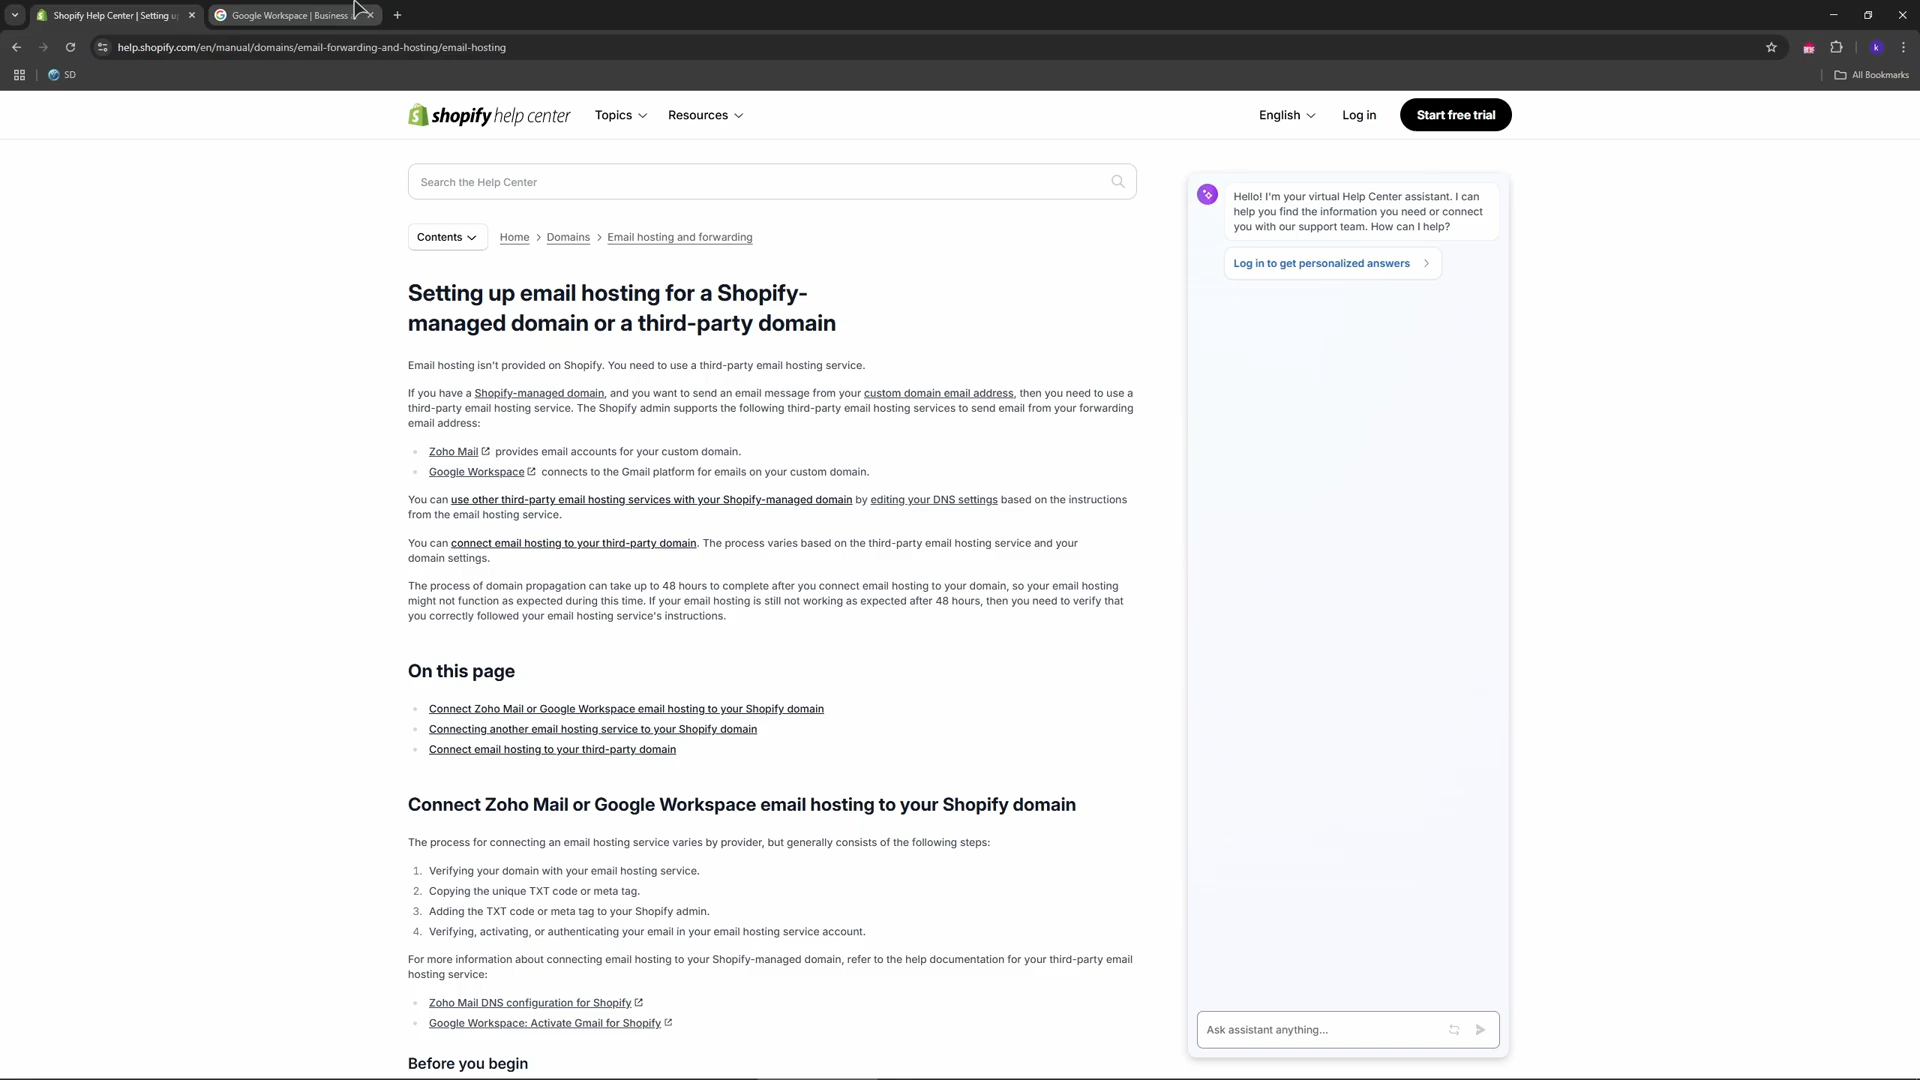 Shopify Help Center | Setting up
Google Workspace | Business
help.shopify.com/en/manual/domains/email-forwarding-and-hosting/email-hosting
k
SD
All Bookmarks
shopify help center
Topics
Resources
English
Log in
Start free trial
Search the Help Center
Contents
Home > Domains > Email hosting and forwarding
Setting up email hosting for a Shopify-
managed domain or a third-party domain
Email hosting isn't provided on Shopify. You need to use a third-party email hosting service.
If you have a Shopify-managed domain, and you want to send an email message from your custom domain email address, then you need to use a
third-party email hosting service. The Shopify admin supports the following third-party email hosting services to send email from your forwarding
email address:
• Zoho Mail provides email accounts for your custom domain.
• Google Workspace connects to the Gmail platform for emails on your custom domain.
You can use other third-party email hosting services with your Shopify-managed domain by editing your DNS settings based on the instructions
from the email hosting service.
You can connect email hosting to your third-party domain. The process varies based on the third-party email hosting service and your
domain settings.
The process of domain propagation can take up to 48 hours to complete after you connect email hosting to your domain, so your email hosting
might not function as expected during this time. If your email hosting is still not working as expected after 48 hours, then you need to verify that
you correctly followed your email hosting service's instructions.
On this page
• Connect Zoho Mail or Google Workspace email hosting to your Shopify domain
• Connecting another email hosting service to your Shopify domain
• Connect email hosting to your third-party domain
Connect Zoho Mail or Google Workspace email hosting to your Shopify domain
The process for connecting an email hosting service varies by provider, but generally consists of the following steps:
1. Verifying your domain with your email hosting service.
2. Copying the unique TXT code or meta tag.
3. Adding the TXT code or meta tag to your Shopify admin.
4. Verifying, activating, or authenticating your email in your email hosting service account.
For more information about connecting email hosting to your Shopify-managed domain, refer to the help documentation for your third-party email
hosting service:
• Zoho Mail DNS configuration for Shopify
• Google Workspace: Activate Gmail for Shopify
Before you begin
Hello! I'm your virtual Help Center assistant. I can
help you find the information you need or connect
you with our support team. How can I help?
Log in to get personalized answers
Ask assistant anything...